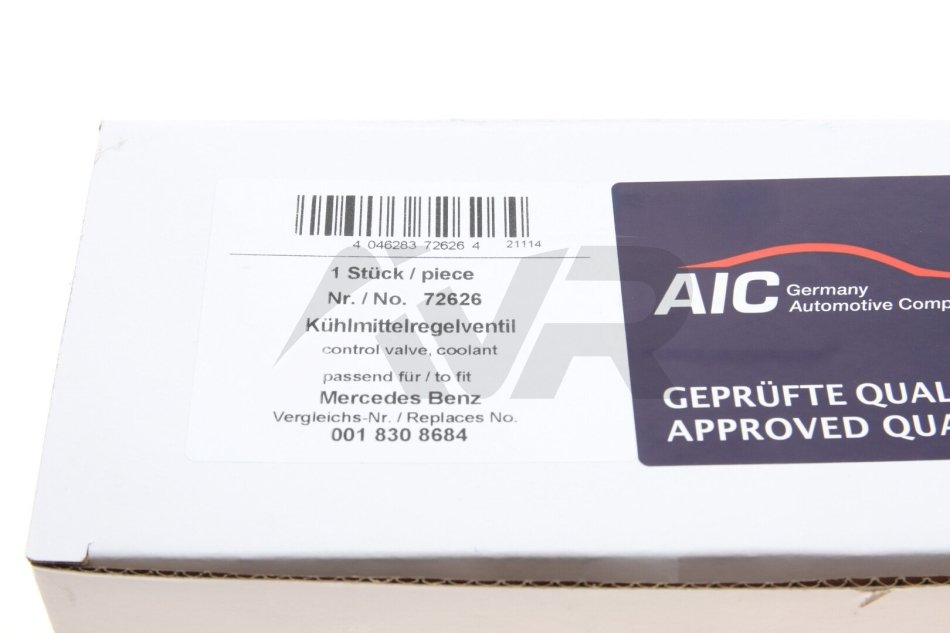 4 046283 72626 4 21114
1 Stück / piece
Nr. / No. 72626
Kühlmittelregelventil
control valve, coolant
passend für / to fit
Mercedes Benz
Vergleichs-Nr. / Replaces No.
001 830 8684
AIC Germany
Automotive Comp
GEPRÜFTE QUAL
APPROVED QUA